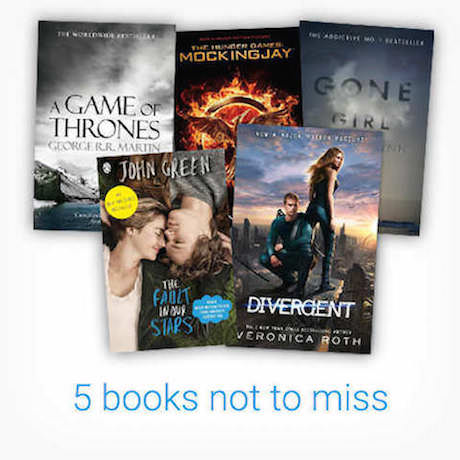 THE WORLDWIDE BESTSELLER
A GAME OF
THRONES
GEORGE R.R. MARTIN
THE HUNGER GAMES:
MOCKINGJAY
THE ADDICTIVE No. 1 BESTSELLER
GONE
GIRL
JOHN GREEN
THE
FAULT
IN OUR
STARS
NOW A MAJOR MOTION PICTURE
DIVERGENT
VERONICA ROTH
5 books not to miss